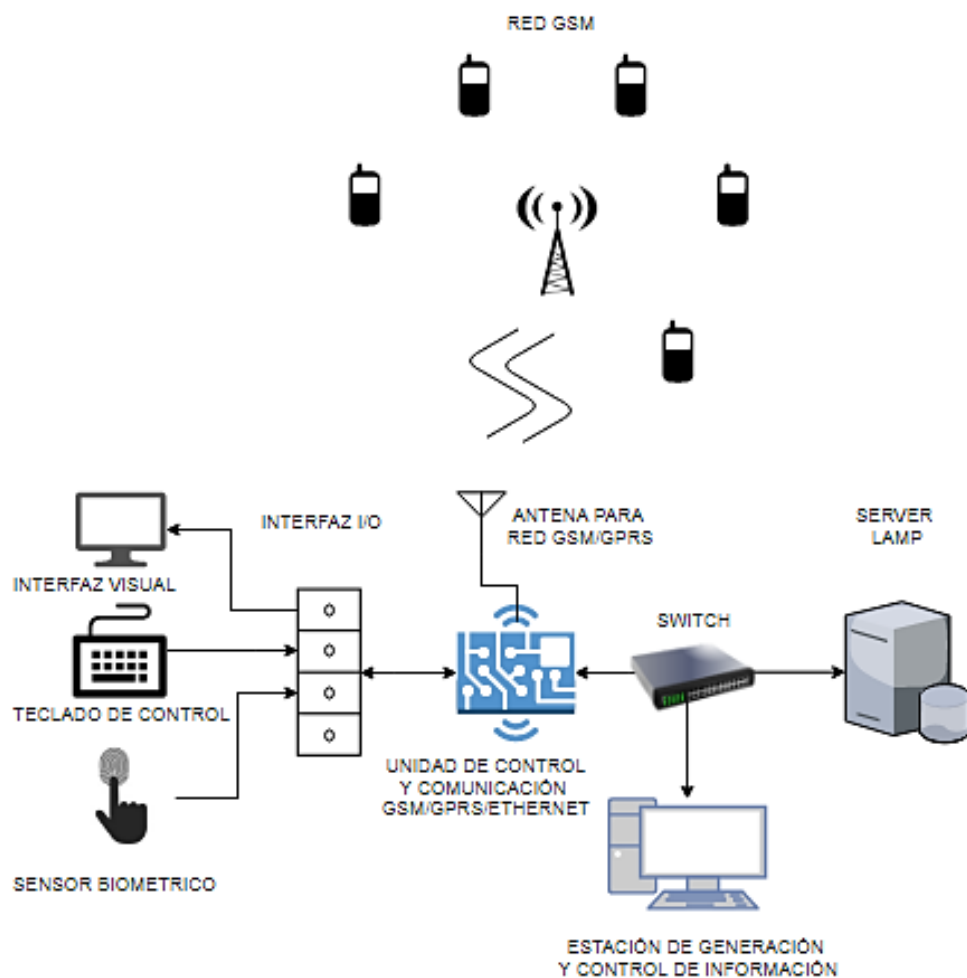 RED GSM
INTERFAZ I/O
ANTENA PARA
RED GSM/GPRS
SERVER
LAMP
INTERFAZ VISUAL
SWITCH
TECLADO DE CONTROL
UNIDAD DE CONTROL
Y COMUNICACIÓN
GSM/GPRS/ETHERNET
SENSOR BIOMETRICO
ESTACIÓN DE GENERACIÓN
Y CONTROL DE INFORMACIÓN